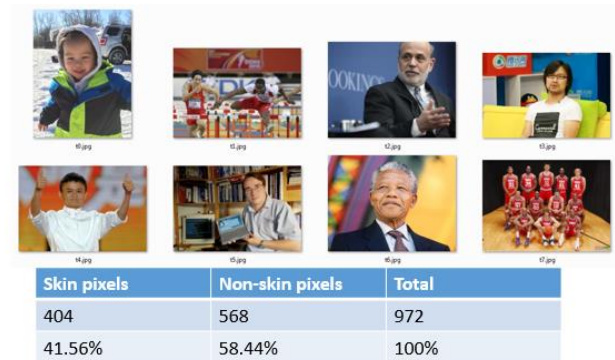 OOKINGS
t0.jpg
t1.jpg
t2.jpg
t3.jpg
t4.jpg
t5.jpg
t6.jpg
t7.jpg
Skin pixels Non-skin pixels Total
404 568 972
41.56% 58.44% 100%